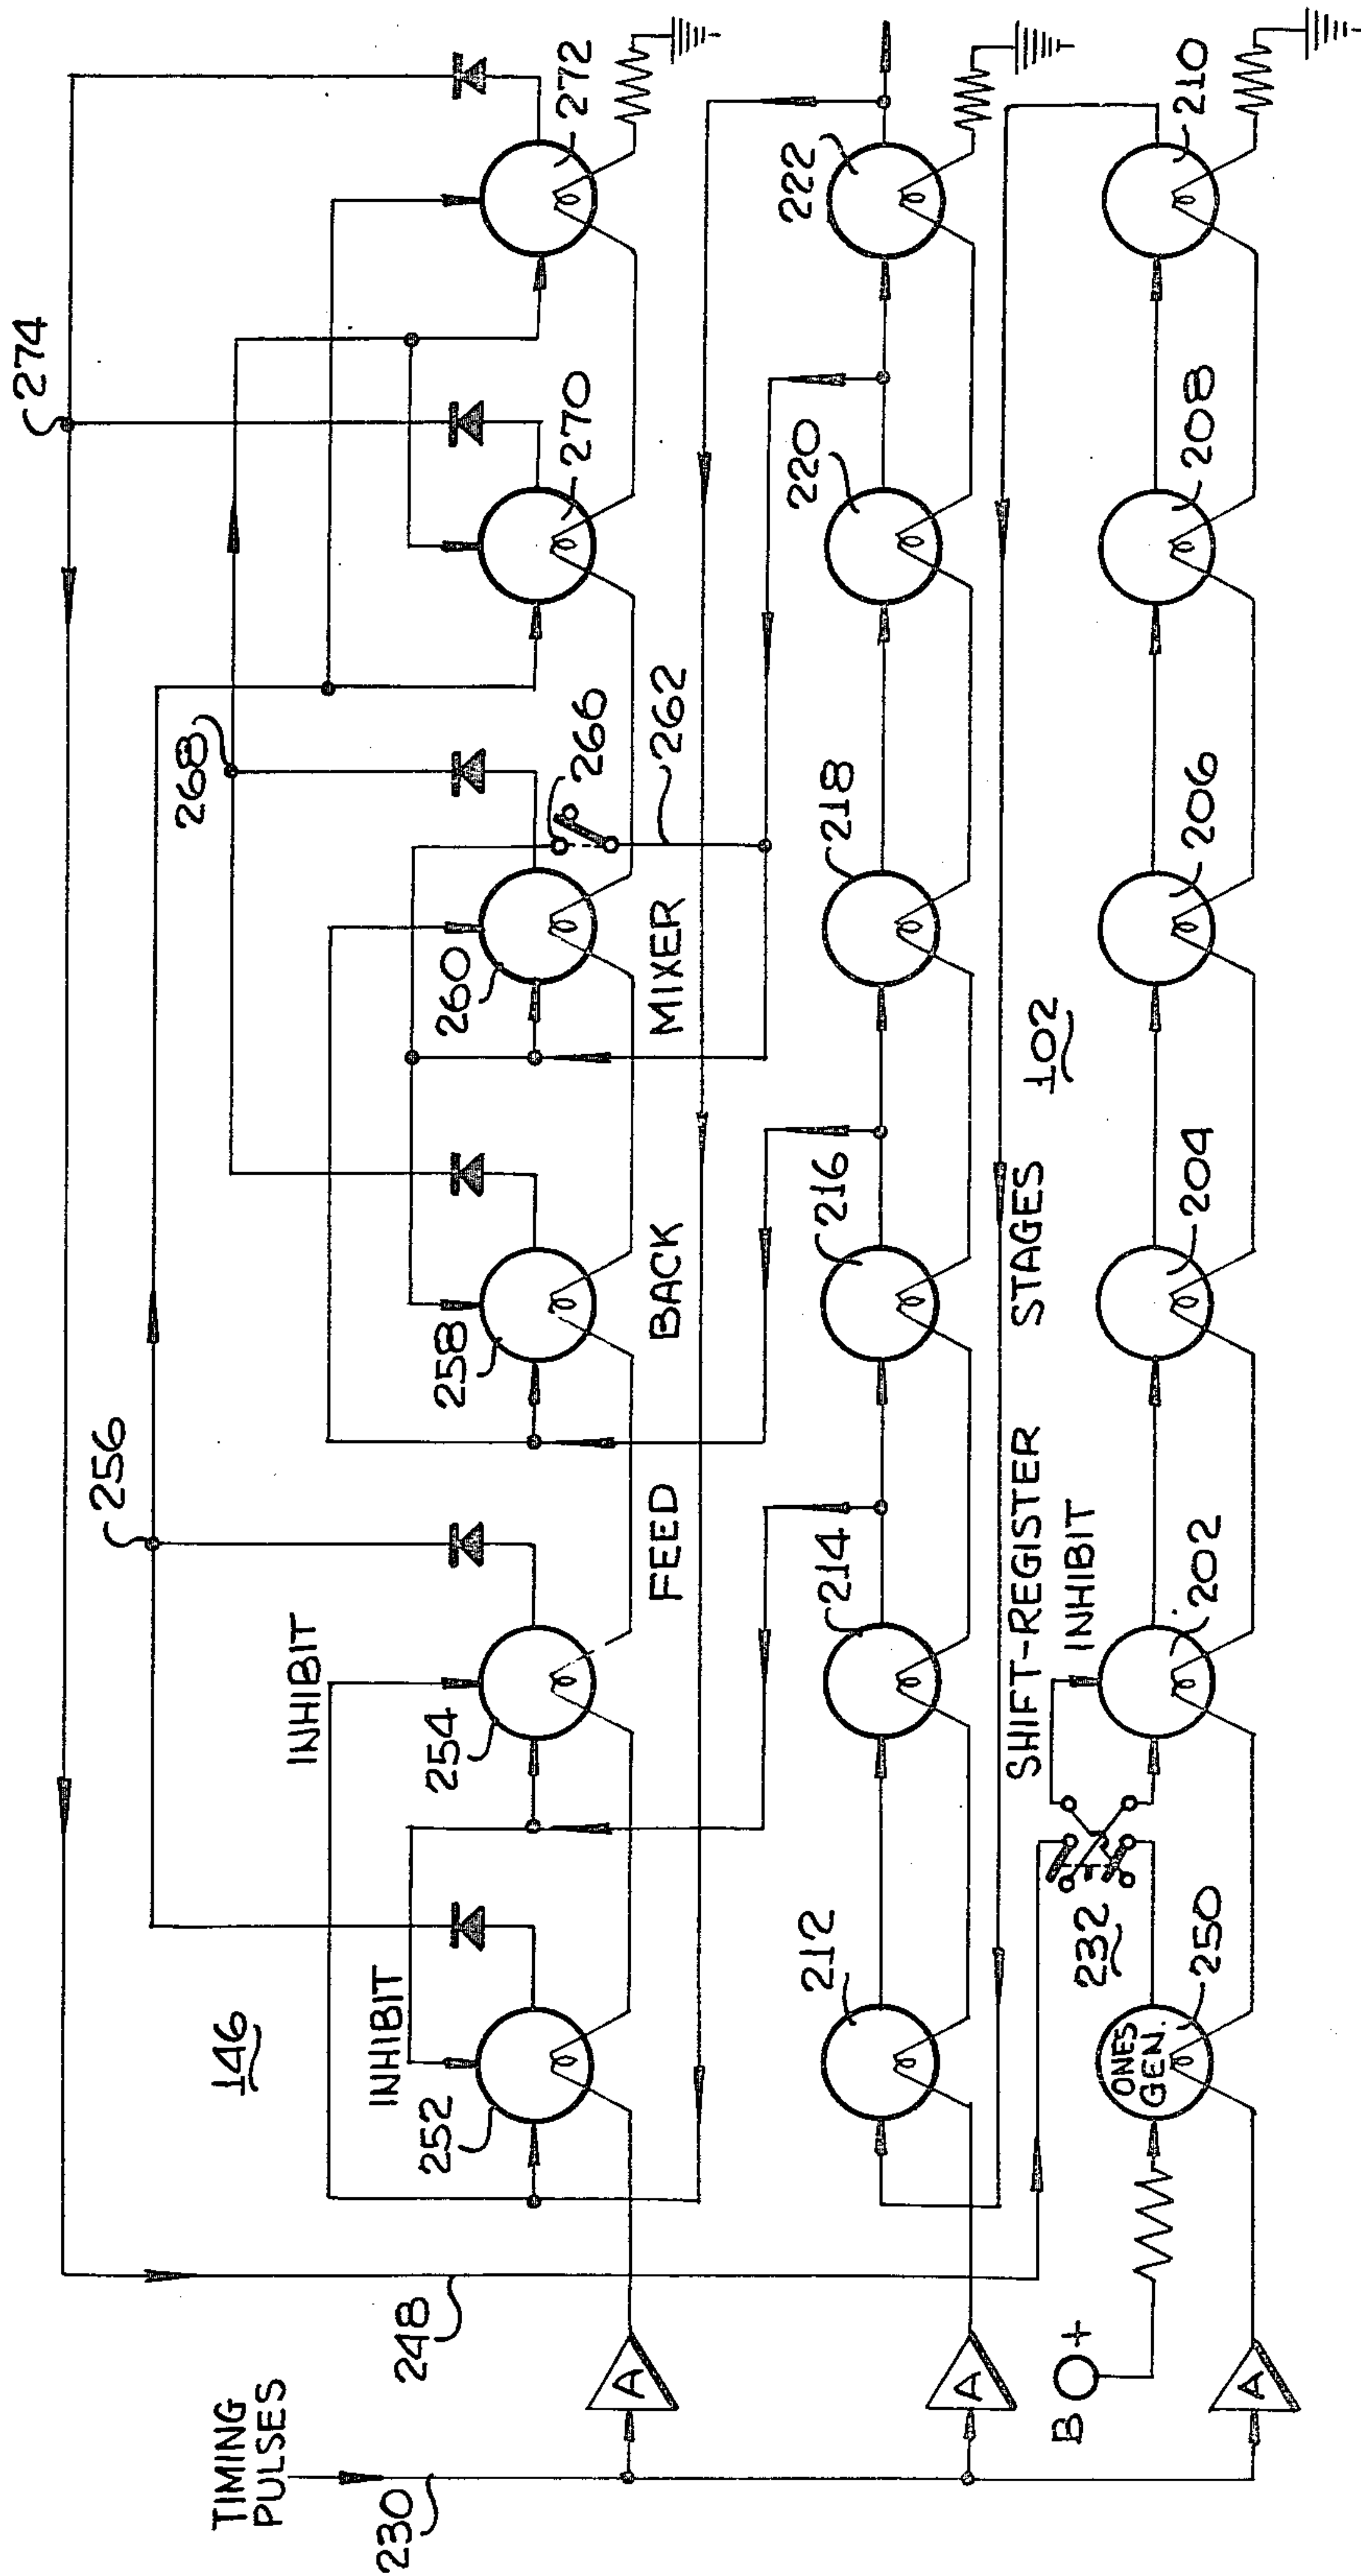 TIMING
PULSES
230
248
146
INHIBIT
INHIBIT
252
254
256
258
260
268
266
262
270
272
274
FEED
BACK
MIXER
A
A
A
212
214
216
218
220
222
SHIFT-REGISTER
STAGES
102
INHIBIT
B
+
232
ONES
GEN.
250
202
204
206
208
210